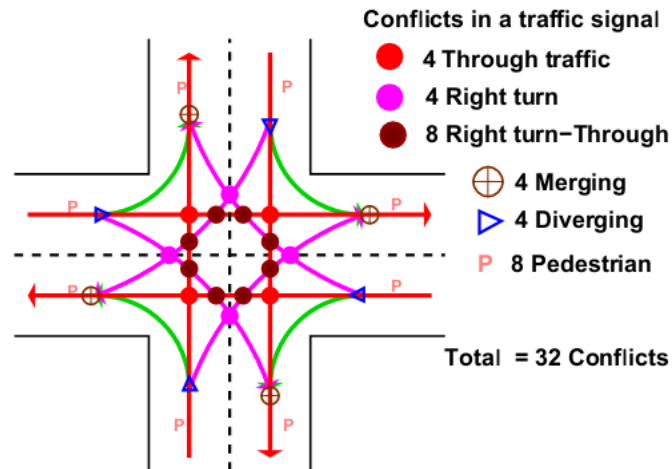 Conflicts in a traffic signal
4 Through traffic
4 Right turn
8 Right turn−Through
4 Merging
4 Diverging
P 8 Pedestrian
Total = 32 Conflicts
P
P
P
P
P
P
P
P